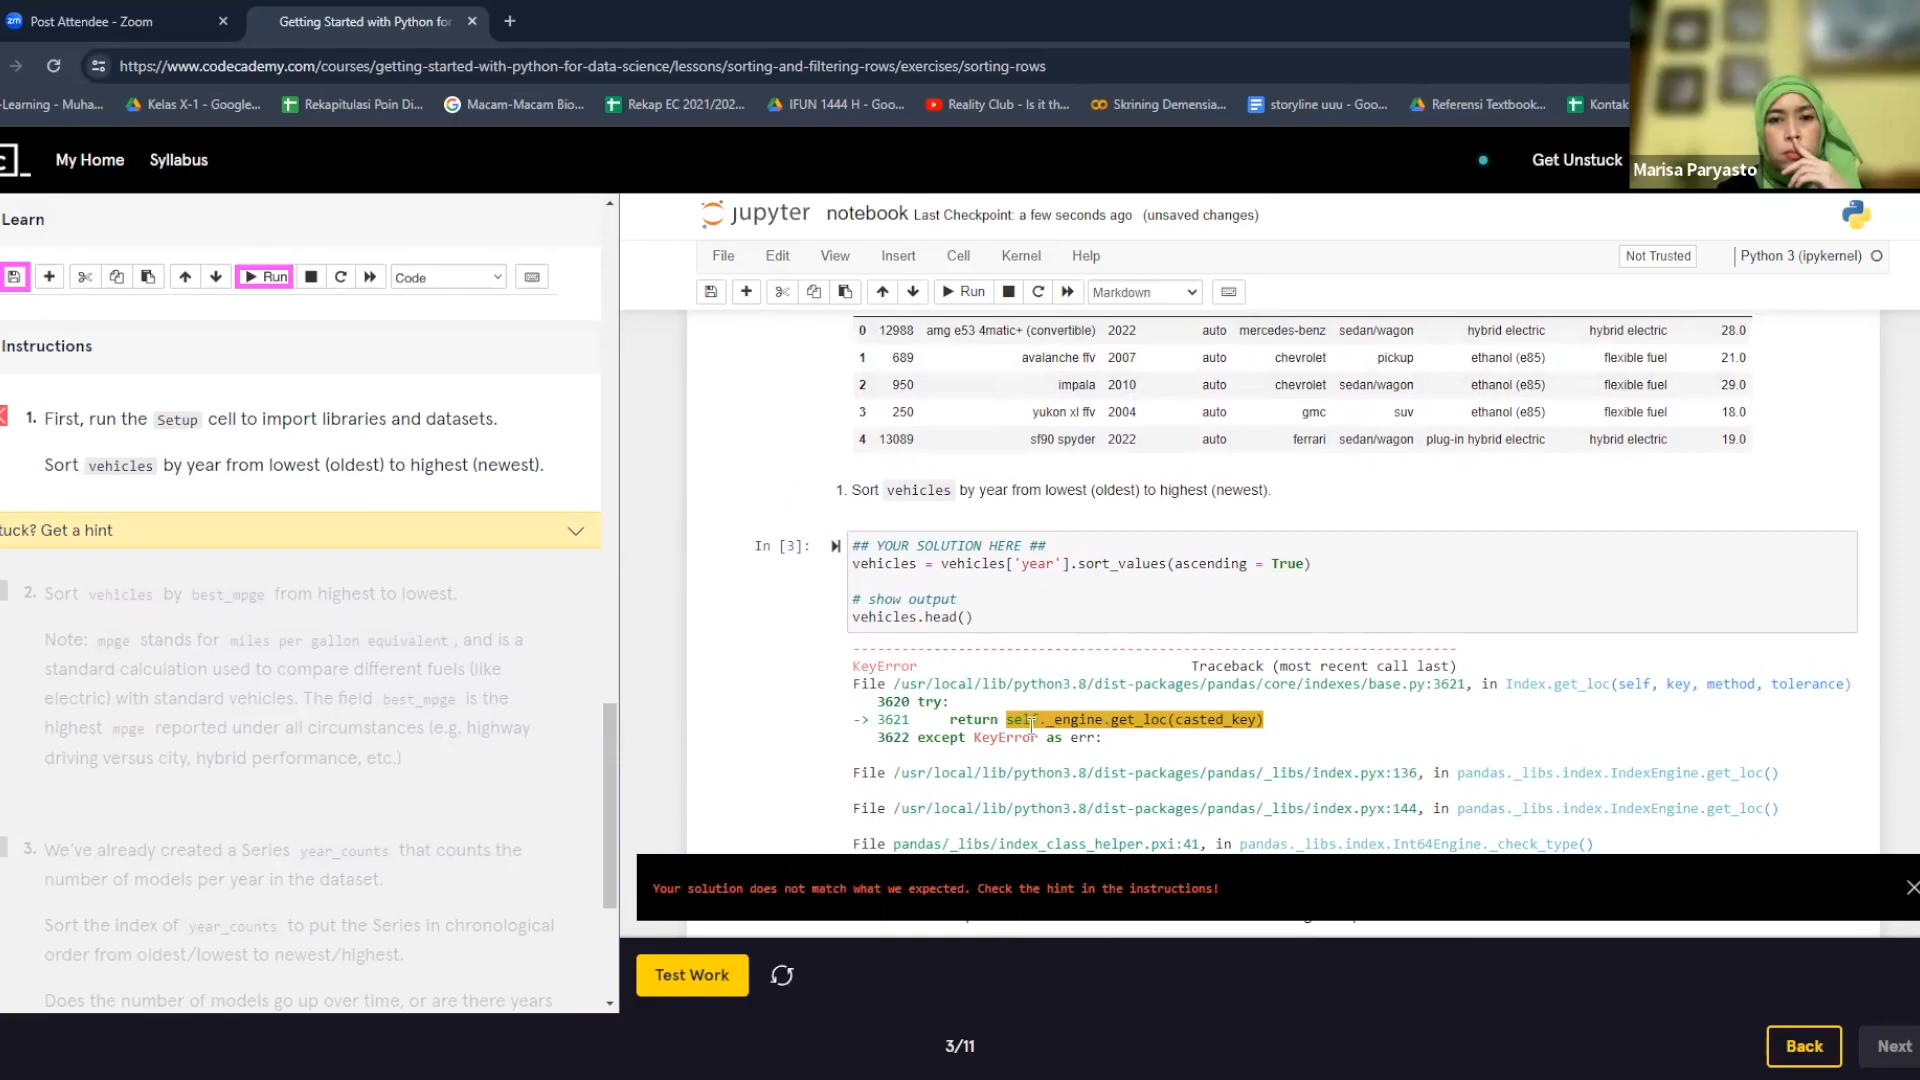 zm Post Attendee - Zoom
Getting Started with Python for
https://www.codecademy.com/courses/getting-started-with-python-for-data-science/lessons/sorting-and-filtering-rows/exercises/sorting-rows
-Learning - Muha...
Kelas X-1 - Google...
Rekapitulasi Poin Di...
Macam-Macam Bio...
Rekap EC 2021/202...
IFUN 1444 H - Goo...
Reality Club - Is it th...
Skrining Demensia...
storyline uuu - Goo...
Referensi Textbook...
Kontak
My Home
Syllabus
Get Unstuck
Marisa Paryasto
Learn
Run
Code
Instructions
1. First, run the Setup cell to import libraries and datasets.
Sort vehicles by year from lowest (oldest) to highest (newest).
tuck? Get a hint
2. Sort vehicles by best_mpge from highest to lowest.
Note: mpge stands for miles per gallon equivalent, and is a
standard calculation used to compare different fuels (like
electric) with standard vehicles. The field best_mpge is the
highest mpge reported under all circumstances (e.g. highway
driving versus city, hybrid performance, etc.)
3. We've already created a Series year_counts that counts the
number of models per year in the dataset.
Sort the index of year_counts to put the Series in chronological
order from oldest/lowest to newest/highest.
Does the number of models go up over time, or are there years
jupyter notebook Last Checkpoint: a few seconds ago (unsaved changes)
File Edit View Insert Cell Kernel Help
Not Trusted
Python 3 (ipykernel)
Run
Markdown
0 12988 amg e53 4matic+ (convertible) 2022 auto mercedes-benz sedan/wagon hybrid electric hybrid electric 28.0
1 689 avalanche ffv 2007 auto chevrolet pickup ethanol (e85) flexible fuel 21.0
2 950 impala 2010 auto chevrolet sedan/wagon ethanol (e85) flexible fuel 29.0
3 250 yukon xl ffv 2004 auto gmc suv ethanol (e85) flexible fuel 18.0
4 13089 sf90 spyder 2022 auto ferrari sedan/wagon plug-in hybrid electric hybrid electric 19.0
1. Sort vehicles by year from lowest (oldest) to highest (newest).
In [3]:
## YOUR SOLUTION HERE ##
vehicles = vehicles['year'].sort_values(ascending = True)
# show output
vehicles.head()
KeyError Traceback (most recent call last)
File /usr/local/lib/python3.8/dist-packages/pandas/core/indexes/base.py:3621, in Index.get_loc(self, key, method, tolerance)
3620 try:
-> 3621 return self._engine.get_loc(casted_key)
3622 except KeyError as err:
File /usr/local/lib/python3.8/dist-packages/pandas/_libs/index.pyx:136, in pandas._libs.index.IndexEngine.get_loc()
File /usr/local/lib/python3.8/dist-packages/pandas/_libs/index.pyx:144, in pandas._libs.index.IndexEngine.get_loc()
File pandas/_libs/index_class_helper.pxi:41, in pandas._libs.index.Int64Engine._check_type()
Your solution does not match what we expected. Check the hint in the instructions!
Test Work
3/11
Back
Next